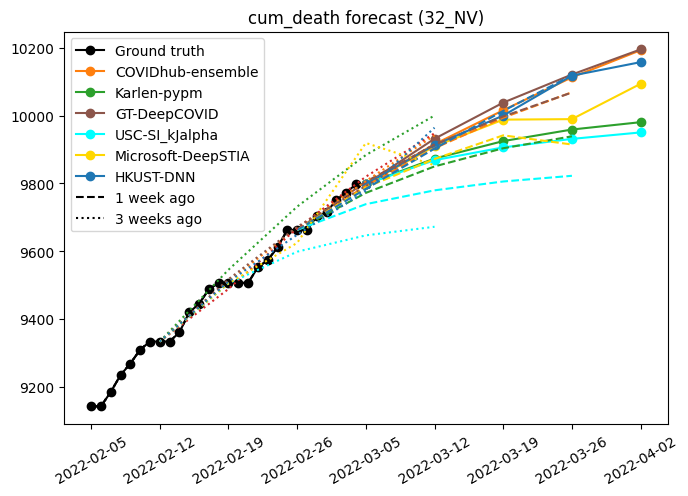 cum_death forecast (32_NV)
10200
10000
9800
9600
9400
9200
Ground truth
COVIDhub-ensemble
Karlen-pypm
GT-DeepCOVID
USC-SI_kJalpha
Microsoft-DeepSTIA
HKUST-DNN
1 week ago
3 weeks ago
2022-02-05
2022-02-12
2022-02-19
2022-02-26
2022-03-05
2022-03-12
2022-03-19
2022-03-26
2022-04-02